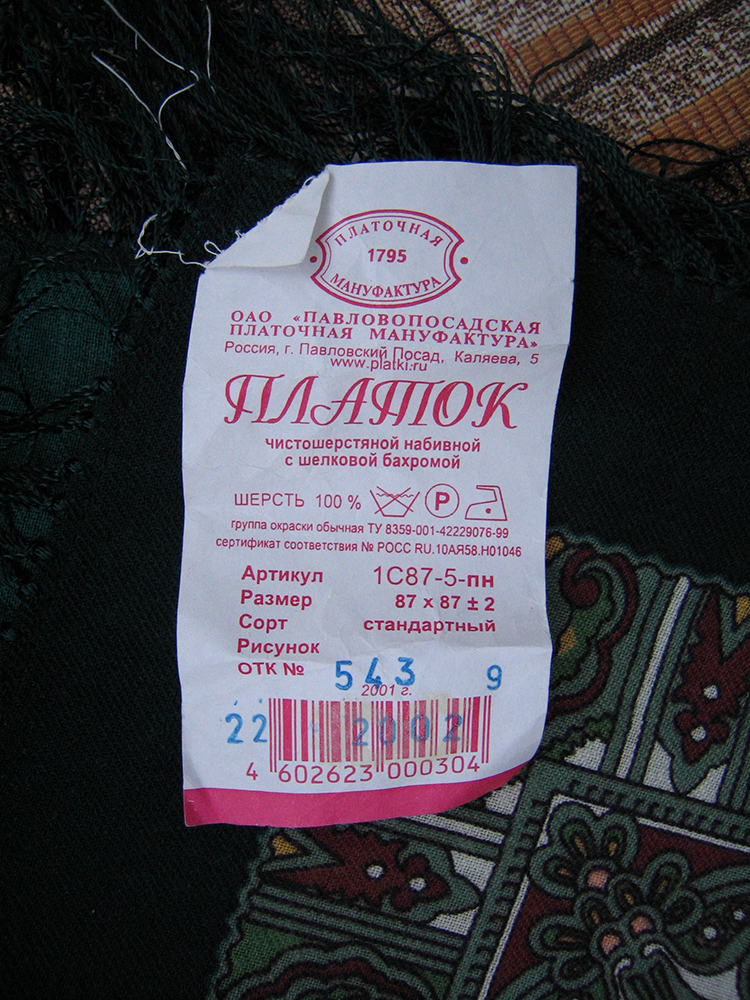 ПЛАТОЧНАЯ
1795
МАНУФАКТУРА
ОАО «ПАВЛОВОПОСАДСКАЯ
ПЛАТОЧНАЯ МАНУФАКТУРА»
Россия, г. Павловский Посад, Каляева, 5
www.platki.ru
ПЛАТОК
чистошерстяной набивной
с шелковой бахромой
ШЕРСТЬ 100 % P
группа окраски обычная ТУ 8359-001-42229076-99
сертификат соответствия № РОСС RU.10АЯ58.Н01046
Артикул 1С87-5-пн
Размер 87 х 87 ± 2
Сорт стандартный
Рисунок
ОТК № 543 9
2001 г.
22 2002
4 602623 000304